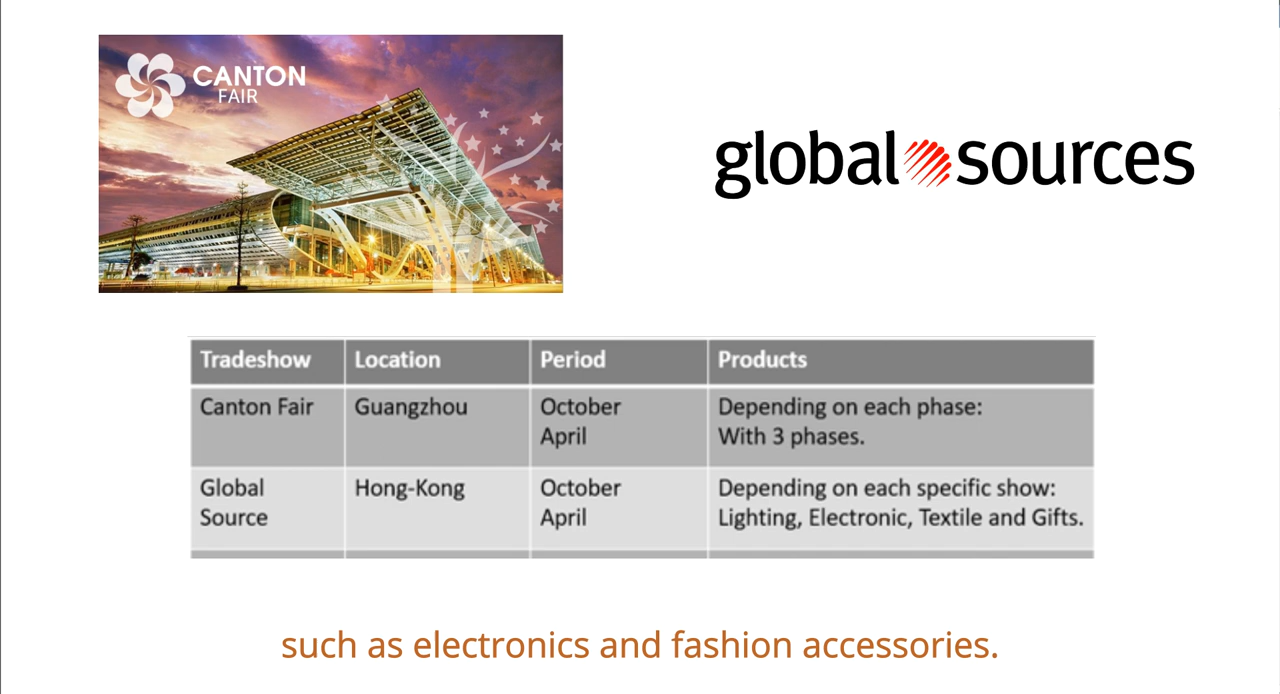 CANTON
FAIR
global sources
Tradeshow Location Period Products
Canton Fair Guangzhou October Depending on each phase:
April With 3 phases.
Global Hong-Kong October Depending on each specific show:
Source April Lighting, Electronic, Textile and Gifts.
such as electronics and fashion accessories.